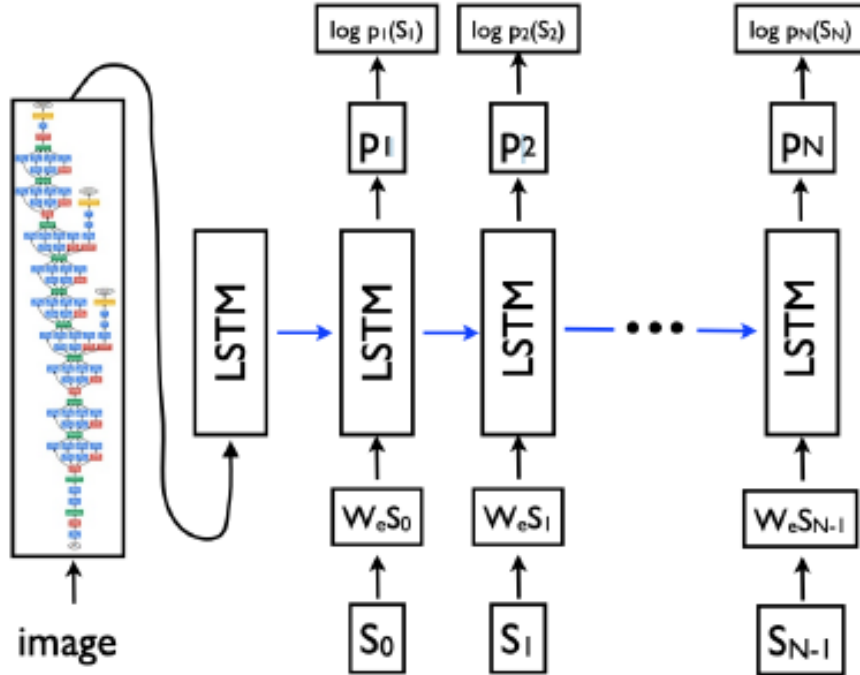 log p₁(S₁) log p₂(S₂) log pN(SN)
p₁ p₂ pN
LSTM LSTM LSTM LSTM
WₑS₀ WₑS₁ WₑSN-1
image S₀ S₁ SN-1